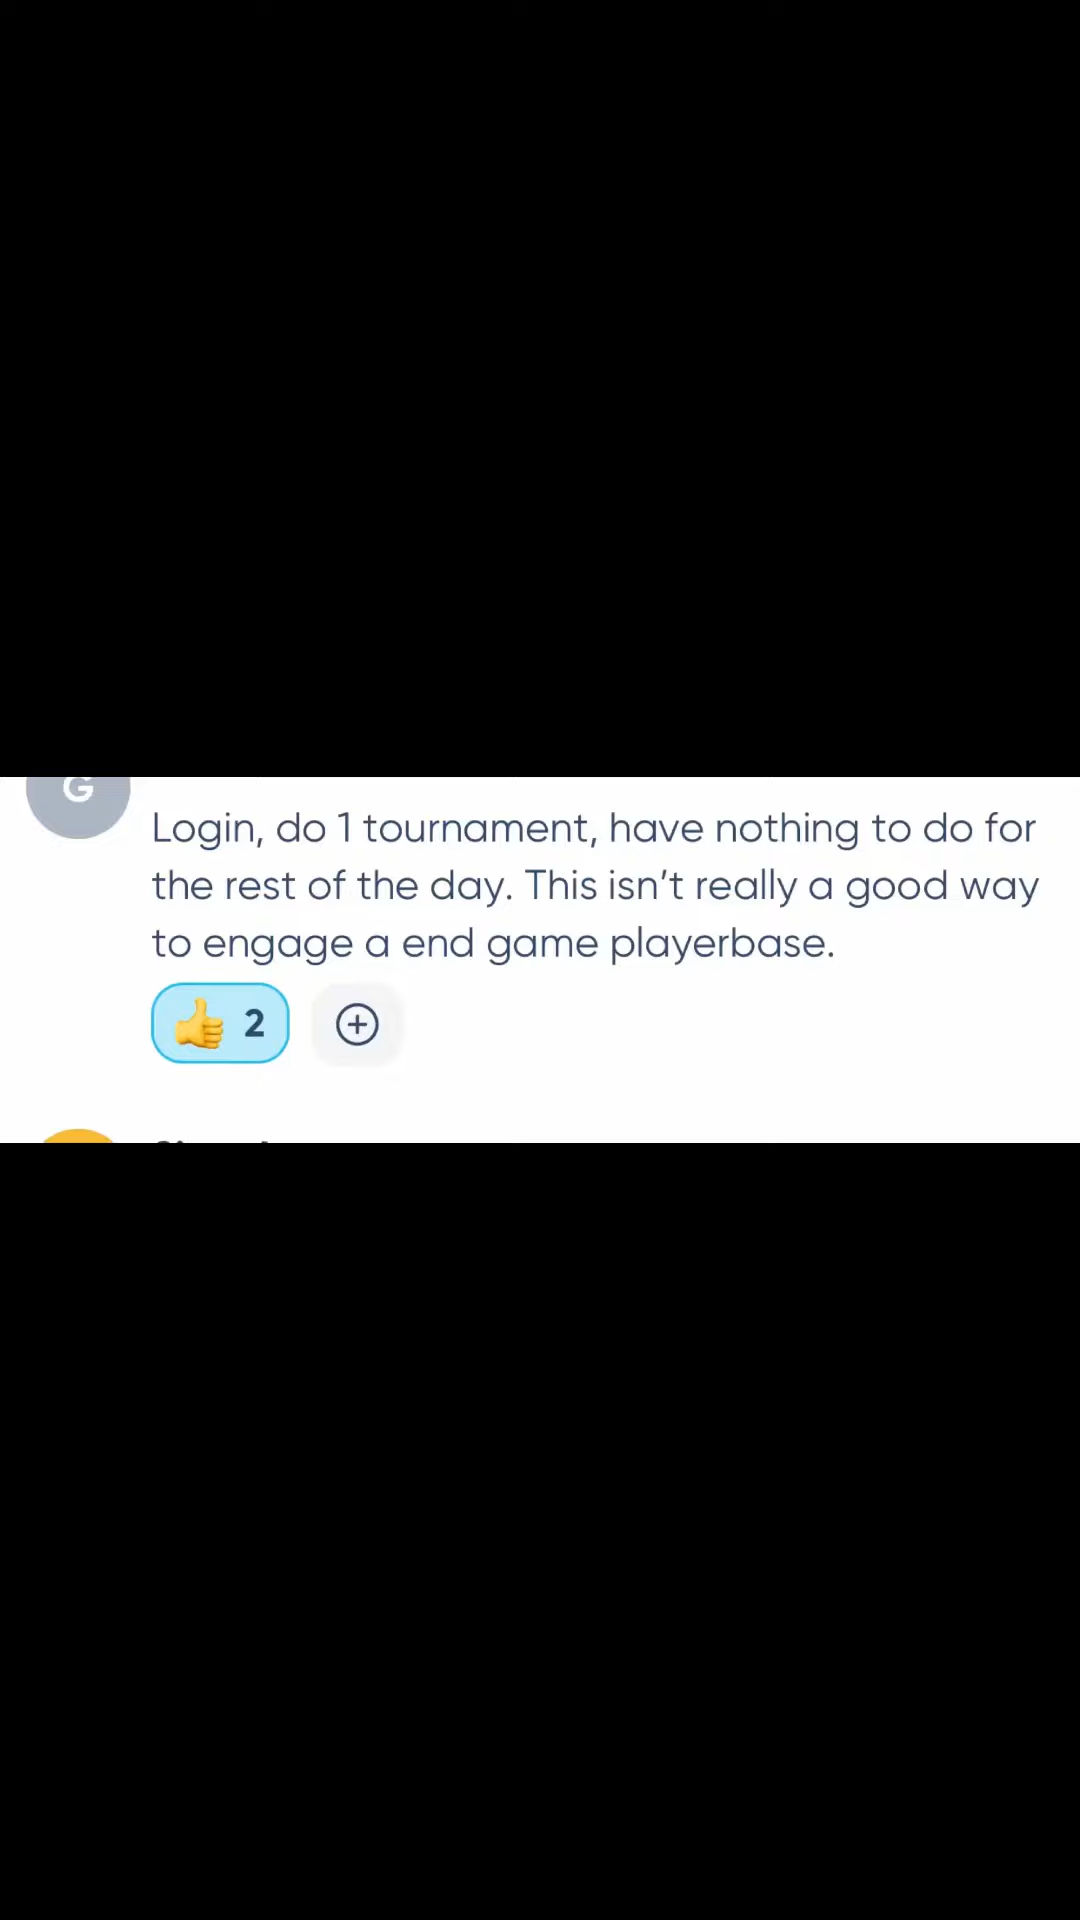 G
Login, do 1 tournament, have nothing to do for
the rest of the day. This isn’t really a good way
to engage a end game playerbase.
👍 2